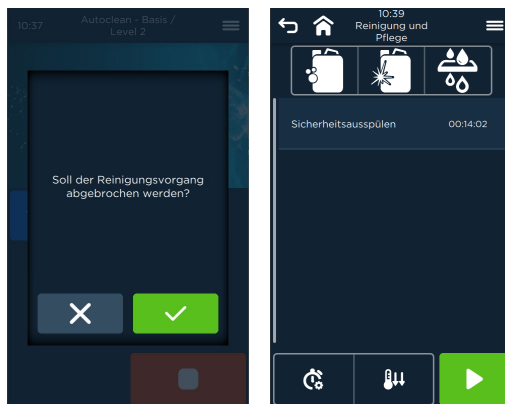 10:37
Autoclean - Basis /
Level 2
Soll der Reinigungsvorgang
abgebrochen werden?
10:39
Reinigung und
Pflege
Sicherheitsausspülen 00:14:02